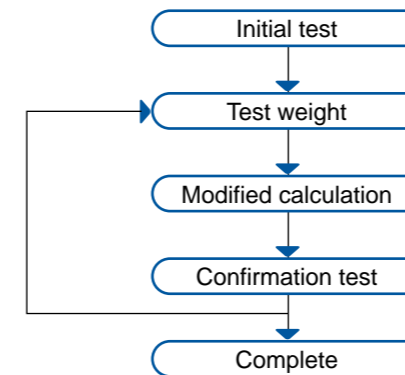 Initial test
Test weight
Modified calculation
Confirmation test
Complete